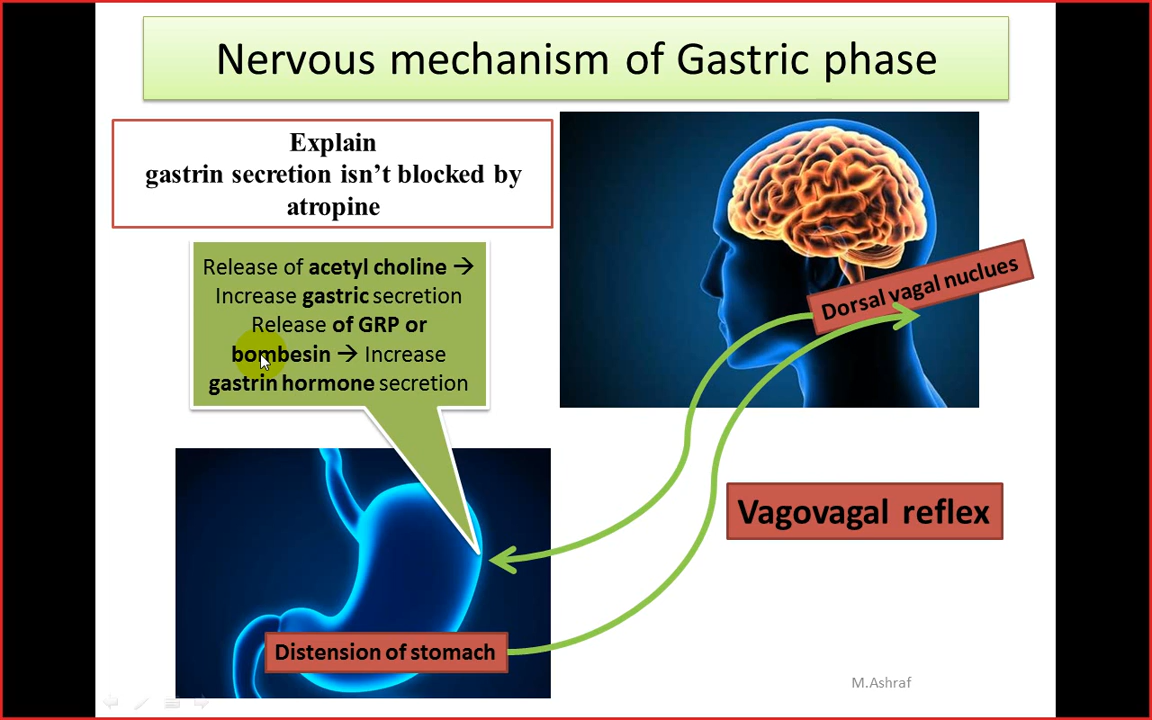 Nervous mechanism of Gastric phase
Explain
gastrin secretion isn't blocked by
atropine
Release of acetyl choline →
Increase gastric secretion
Release of GRP or
bombesin → Increase
gastrin hormone secretion
Dorsal vagal nuclues
Vagovagal reflex
Distension of stomach
M.Ashraf